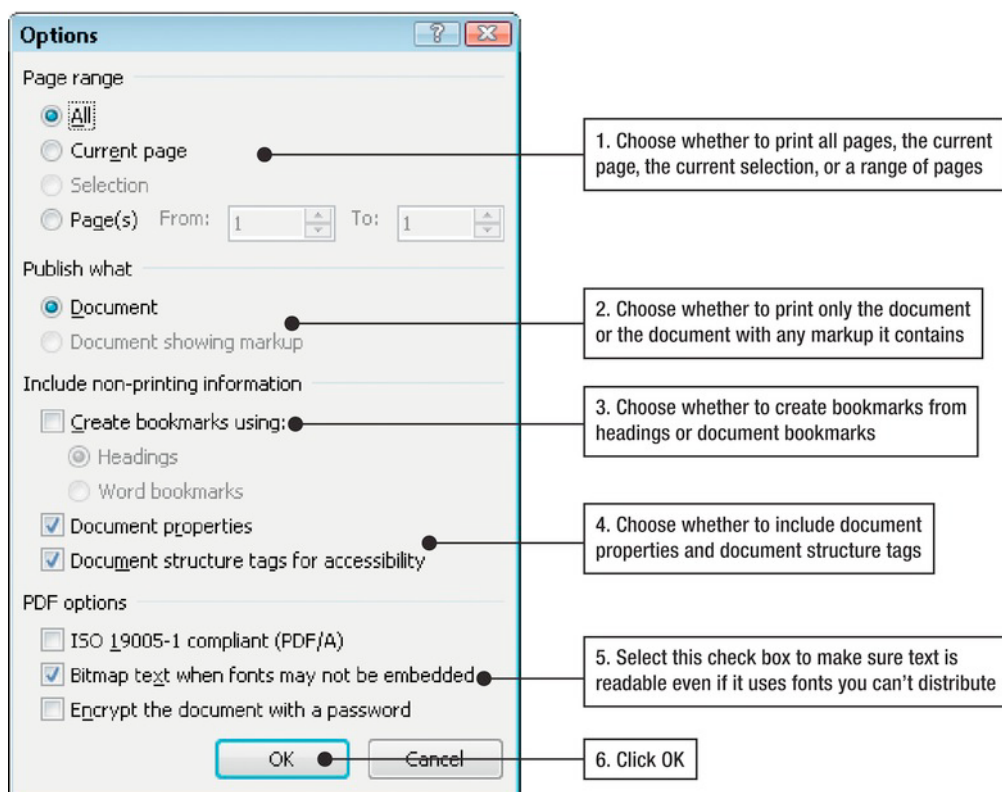 Options
Page range
All
Current page
1. Choose whether to print all pages, the current
page, the current selection, or a range of pages
Selection
Page(s) From: 1 To: 1
Publish what
Document
2. Choose whether to print only the document
or the document with any markup it contains
Document showing markup
Include non-printing information
Create bookmarks using:
3. Choose whether to create bookmarks from
headings or document bookmarks
Headings
Word bookmarks
Document properties
Document structure tags for accessibility
4. Choose whether to include document
properties and document structure tags
PDF options
ISO 19005-1 compliant (PDF/A)
Bitmap text when fonts may not be embedded
5. Select this check box to make sure text is
readable even if it uses fonts you can't distribute
Encrypt the document with a password
OK Cancel
6. Click OK